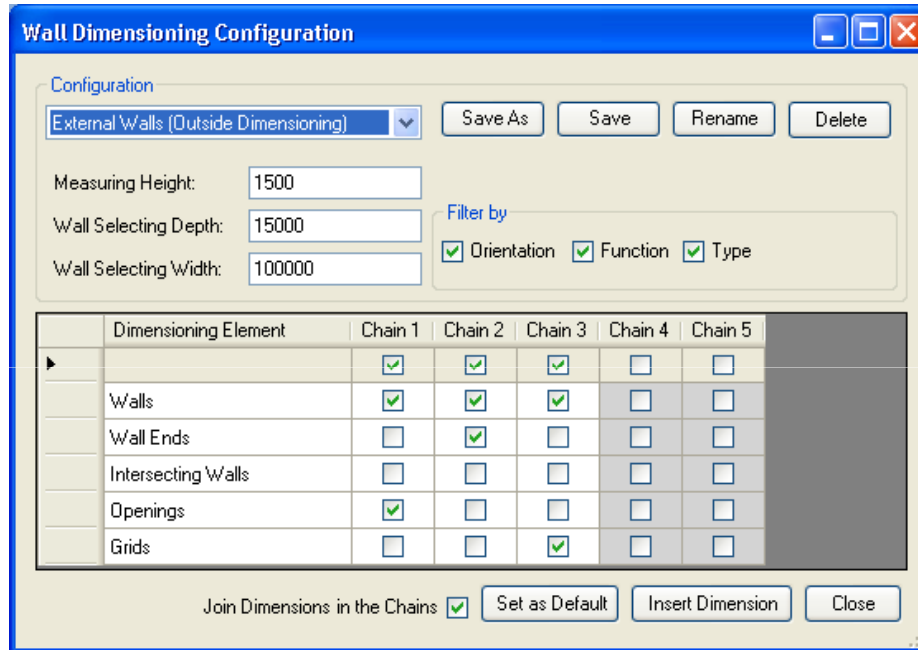 Wall Dimensioning Configuration
Configuration
External Walls (Outside Dimensioning)
Save As
Save
Rename
Delete
Measuring Height:
1500
Wall Selecting Depth:
15000
Wall Selecting Width:
100000
Filter by
Orientation
Function
Type
Dimensioning Element Chain 1 Chain 2 Chain 3 Chain 4 Chain 5
Walls
Wall Ends
Intersecting Walls
Openings
Grids
Join Dimensions in the Chains
Set as Default
Insert Dimension
Close